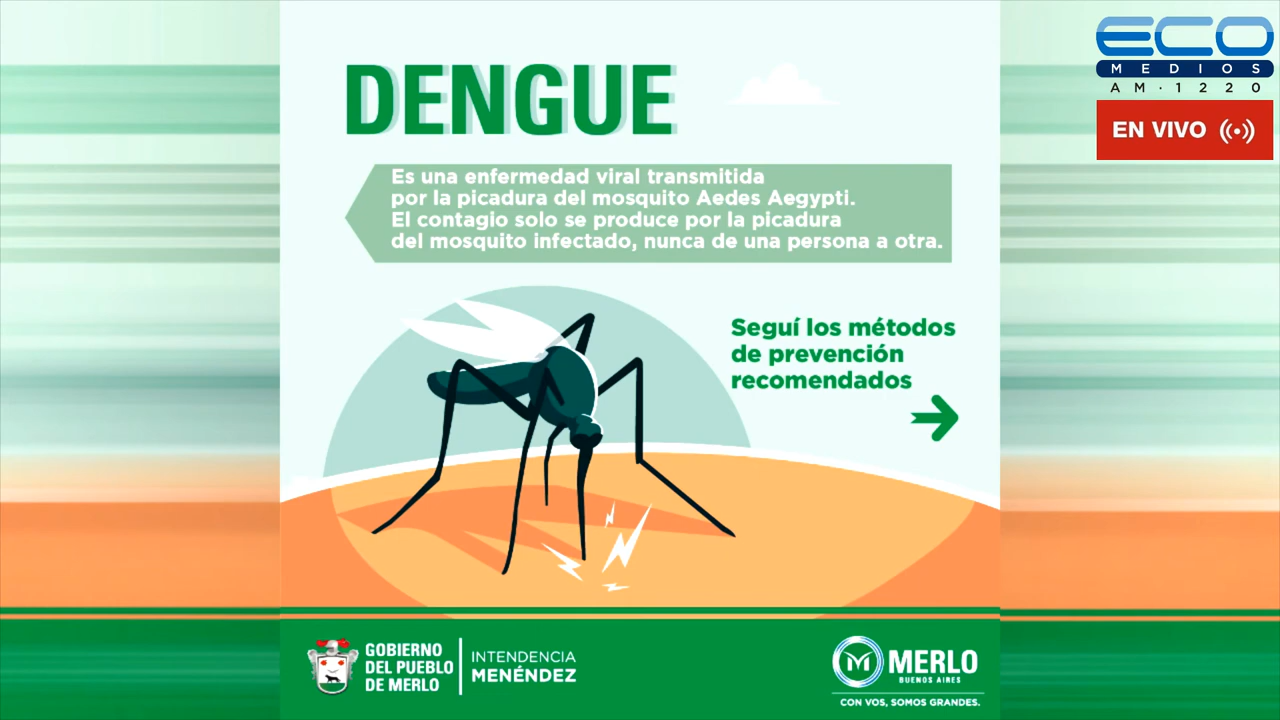 DENGUE
Es una enfermedad viral transmitida
por la picadura del mosquito Aedes Aegypti.
El contagio solo se produce por la picadura
del mosquito infectado, nunca de una persona a otra.
Seguí los métodos
de prevención
recomendados
GOBIERNO
DEL PUEBLO
DE MERLO
INTENDENCIA
MENÉNDEZ
MERLO
BUENOS AIRES
CON VOS, SOMOS GRANDES.
ECO
MEDIOS
AM·1220
EN VIVO